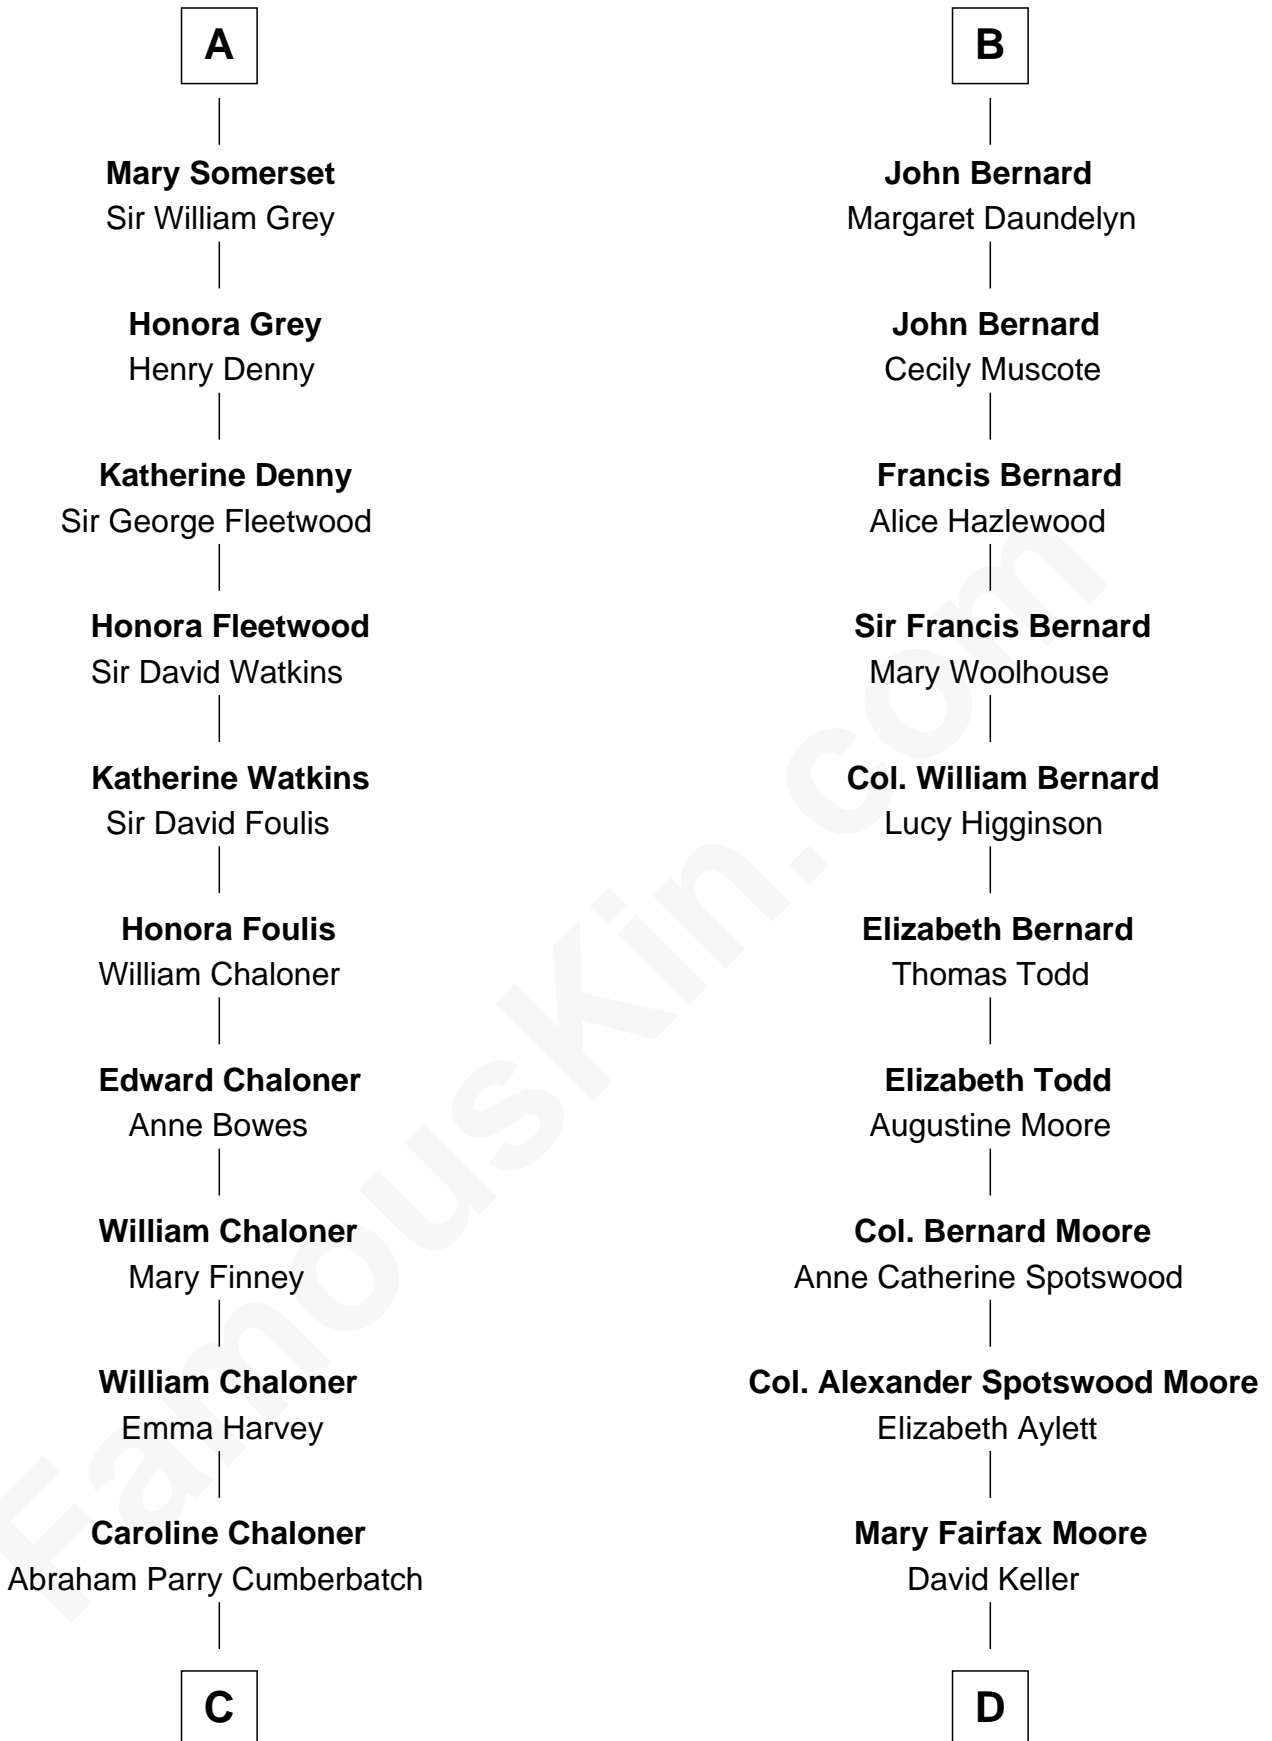 A
Mary Somerset
Sir William Grey
Honora Grey
Henry Denny
Katherine Denny
Sir George Fleetwood
Honora Fleetwood
Sir David Watkins
Katherine Watkins
Sir David Foulis
Honora Foulis
William Chaloner
Edward Chaloner
Anne Bowes
William Chaloner
Mary Finney
William Chaloner
Emma Harvey
Caroline Chaloner
Abraham Parry Cumberbatch
C
B
John Bernard
Margaret Daundelyn
John Bernard
Cecily Muscote
Francis Bernard
Alice Hazlewood
Sir Francis Bernard
Mary Woolhouse
Col. William Bernard
Lucy Higginson
Elizabeth Bernard
Thomas Todd
Elizabeth Todd
Augustine Moore
Col. Bernard Moore
Anne Catherine Spotswood
Col. Alexander Spotswood Moore
Elizabeth Aylett
Mary Fairfax Moore
David Keller
D
FamousKin.com